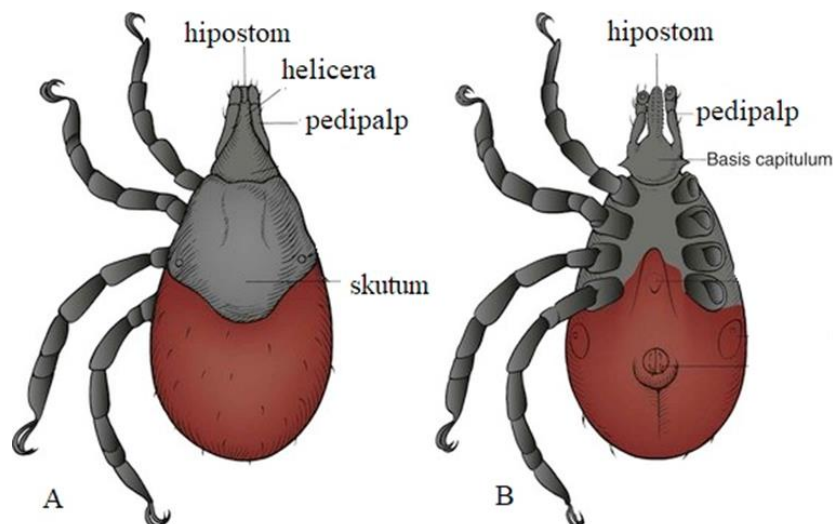 hipostom
helicera
pedipalp
skutum
A
hipostom
pedipalp
Basis capitulum
B